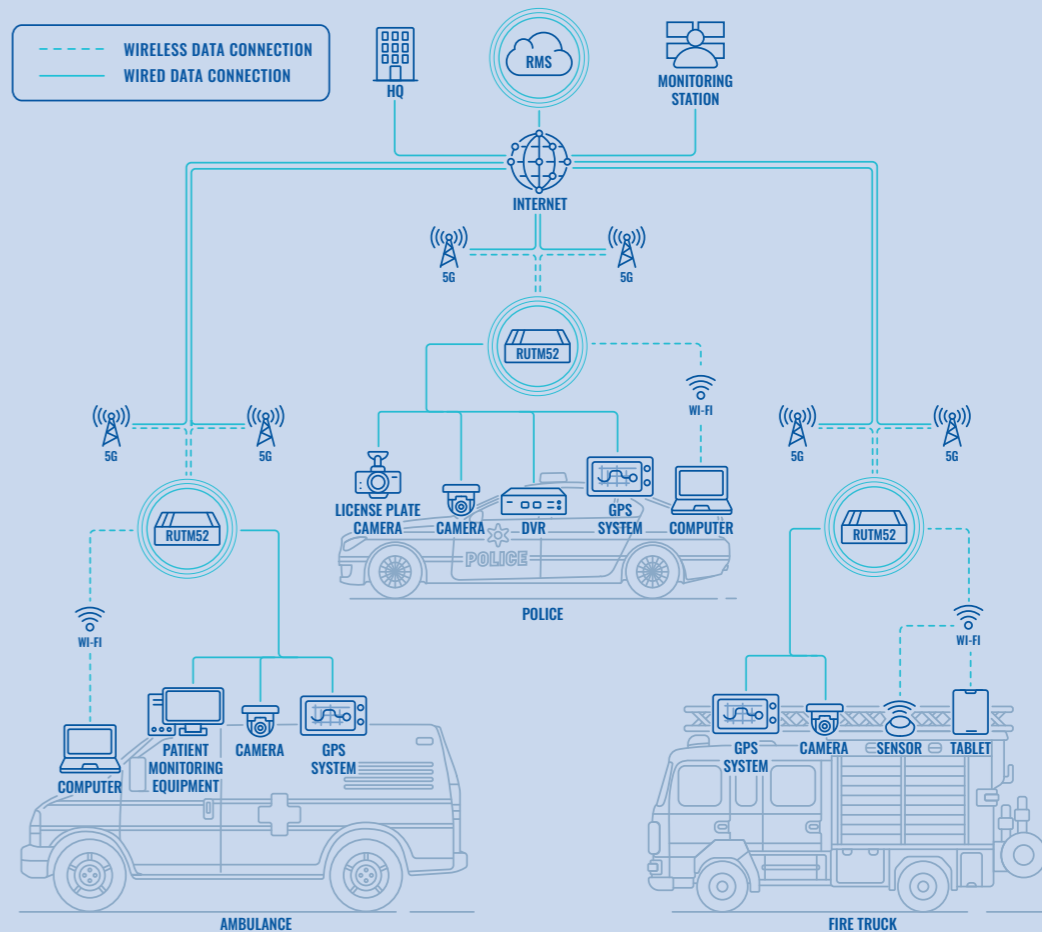 WIRELESS DATA CONNECTION
WIRED DATA CONNECTION
HQ
RMS
MONITORING
STATION
INTERNET
5G
5G
RUTM52
WI-FI
LICENSE PLATE
CAMERA
CAMERA
DVR
GPS
SYSTEM
COMPUTER
POLICE
POLICE
5G
5G
RUTM52
WI-FI
COMPUTER
PATIENT
MONITORING
EQUIPMENT
CAMERA
GPS
SYSTEM
AMBULANCE
5G
5G
RUTM52
WI-FI
GPS
SYSTEM
CAMERA
SENSOR
TABLET
FIRE TRUCK